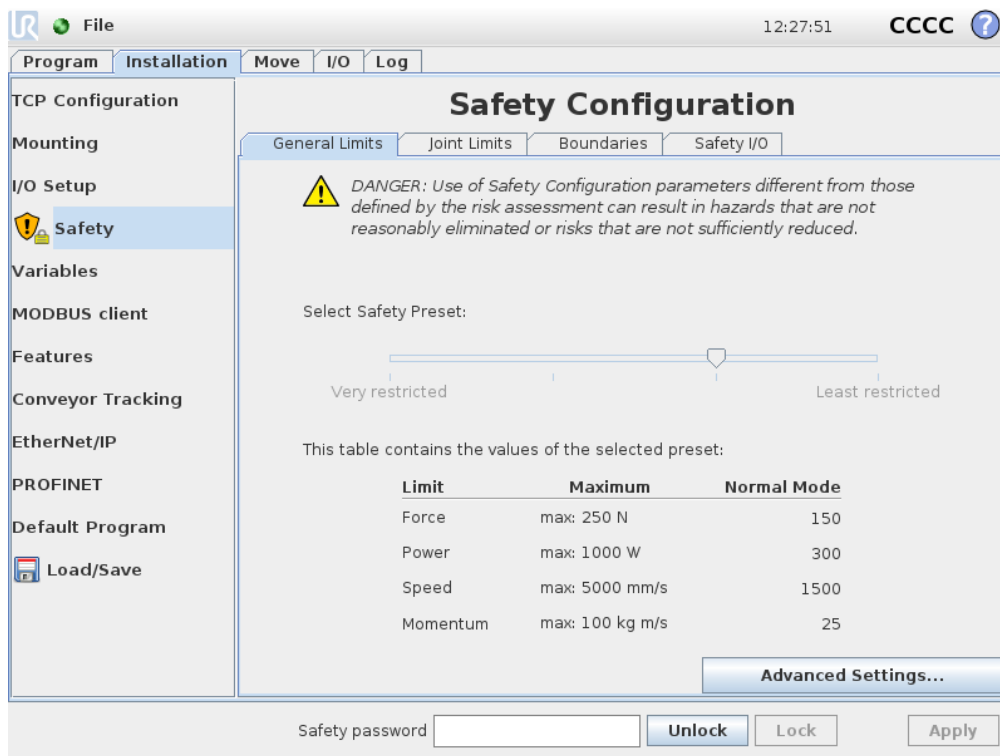 UR File 12:27:51 CCCC ?
Program Installation Move I/O Log
TCP Configuration
Mounting
I/O Setup
Safety
Variables
MODBUS client
Features
Conveyor Tracking
EtherNet/IP
PROFINET
Default Program
Load/Save
Safety Configuration
General Limits Joint Limits Boundaries Safety I/O
DANGER: Use of Safety Configuration parameters different from those
defined by the risk assessment can result in hazards that are not
reasonably eliminated or risks that are not sufficiently reduced.
Select Safety Preset:
Very restricted Least restricted
This table contains the values of the selected preset:
Limit Maximum Normal Mode
Force max: 250 N 150
Power max: 1000 W 300
Speed max: 5000 mm/s 1500
Momentum max: 100 kg m/s 25
Advanced Settings...
Safety password Unlock Lock Apply